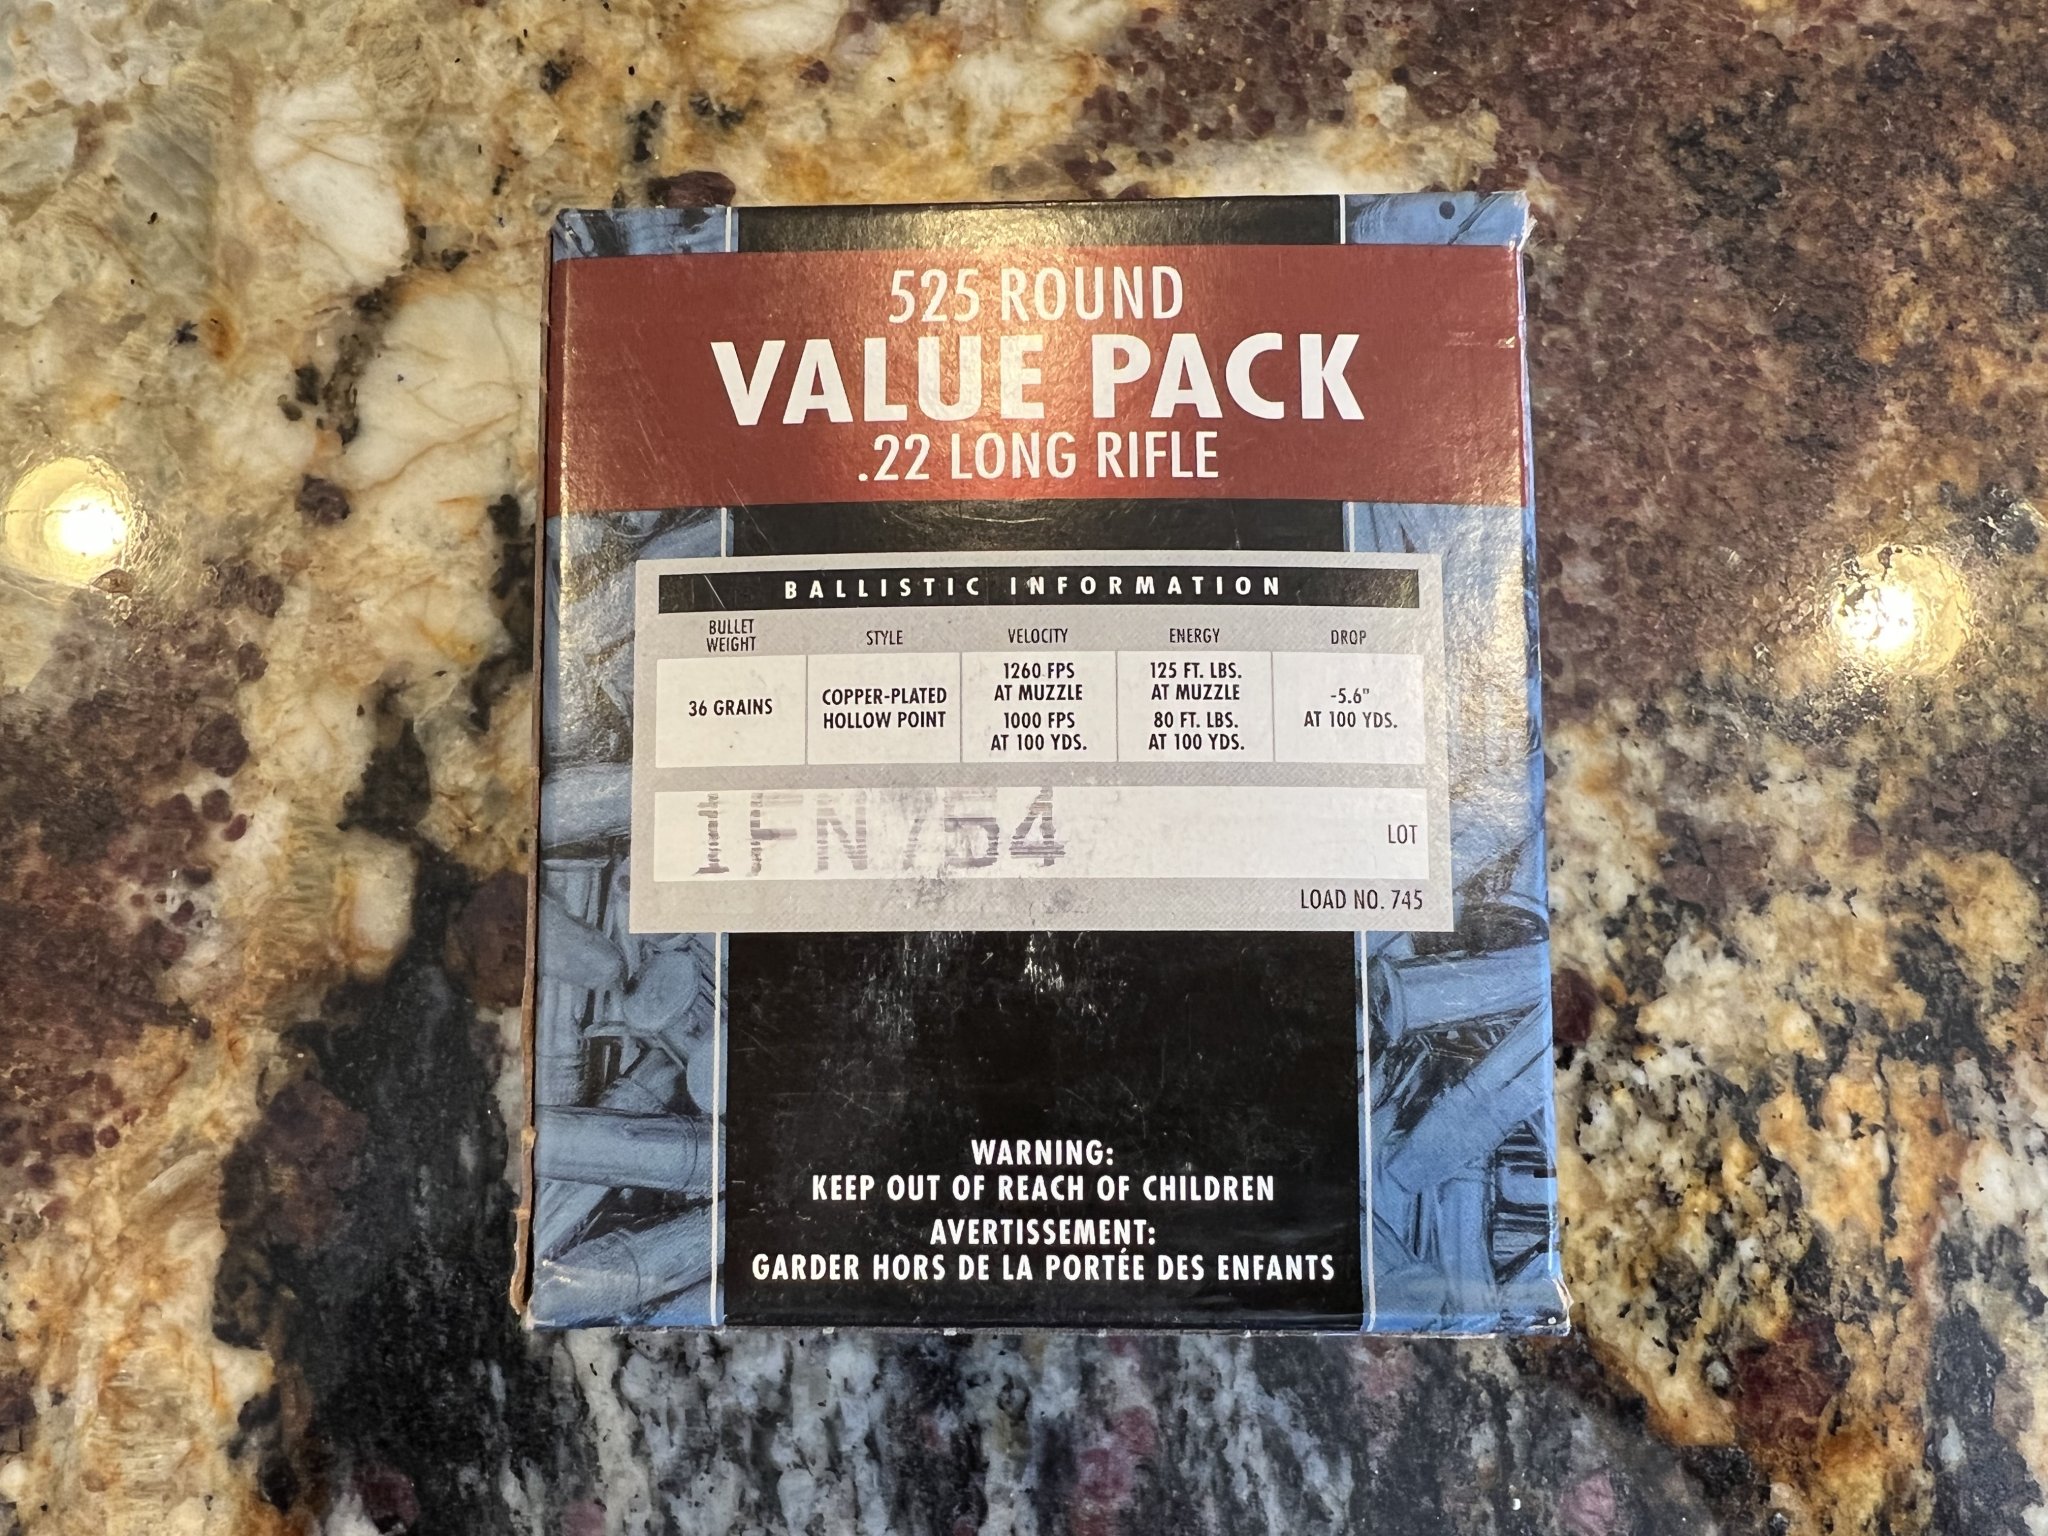 525 ROUND
VALUE PACK
.22 LONG RIFLE
BALLISTIC INFORMATION
BULLET WEIGHT
STYLE
VELOCITY
ENERGY
DROP
36 GRAINS
COPPER-PLATED
HOLLOW POINT
1260 FPS
AT MUZZLE
1000 FPS
AT 100 YDS.
125 FT. LBS.
AT MUZZLE
80 FT. LBS.
AT 100 YDS.
-5.6"
AT 100 YDS.
1FN754
LOT
LOAD NO. 745
WARNING:
KEEP OUT OF REACH OF CHILDREN
AVERTISSEMENT:
GARDER HORS DE LA PORTÉE DES ENFANTS